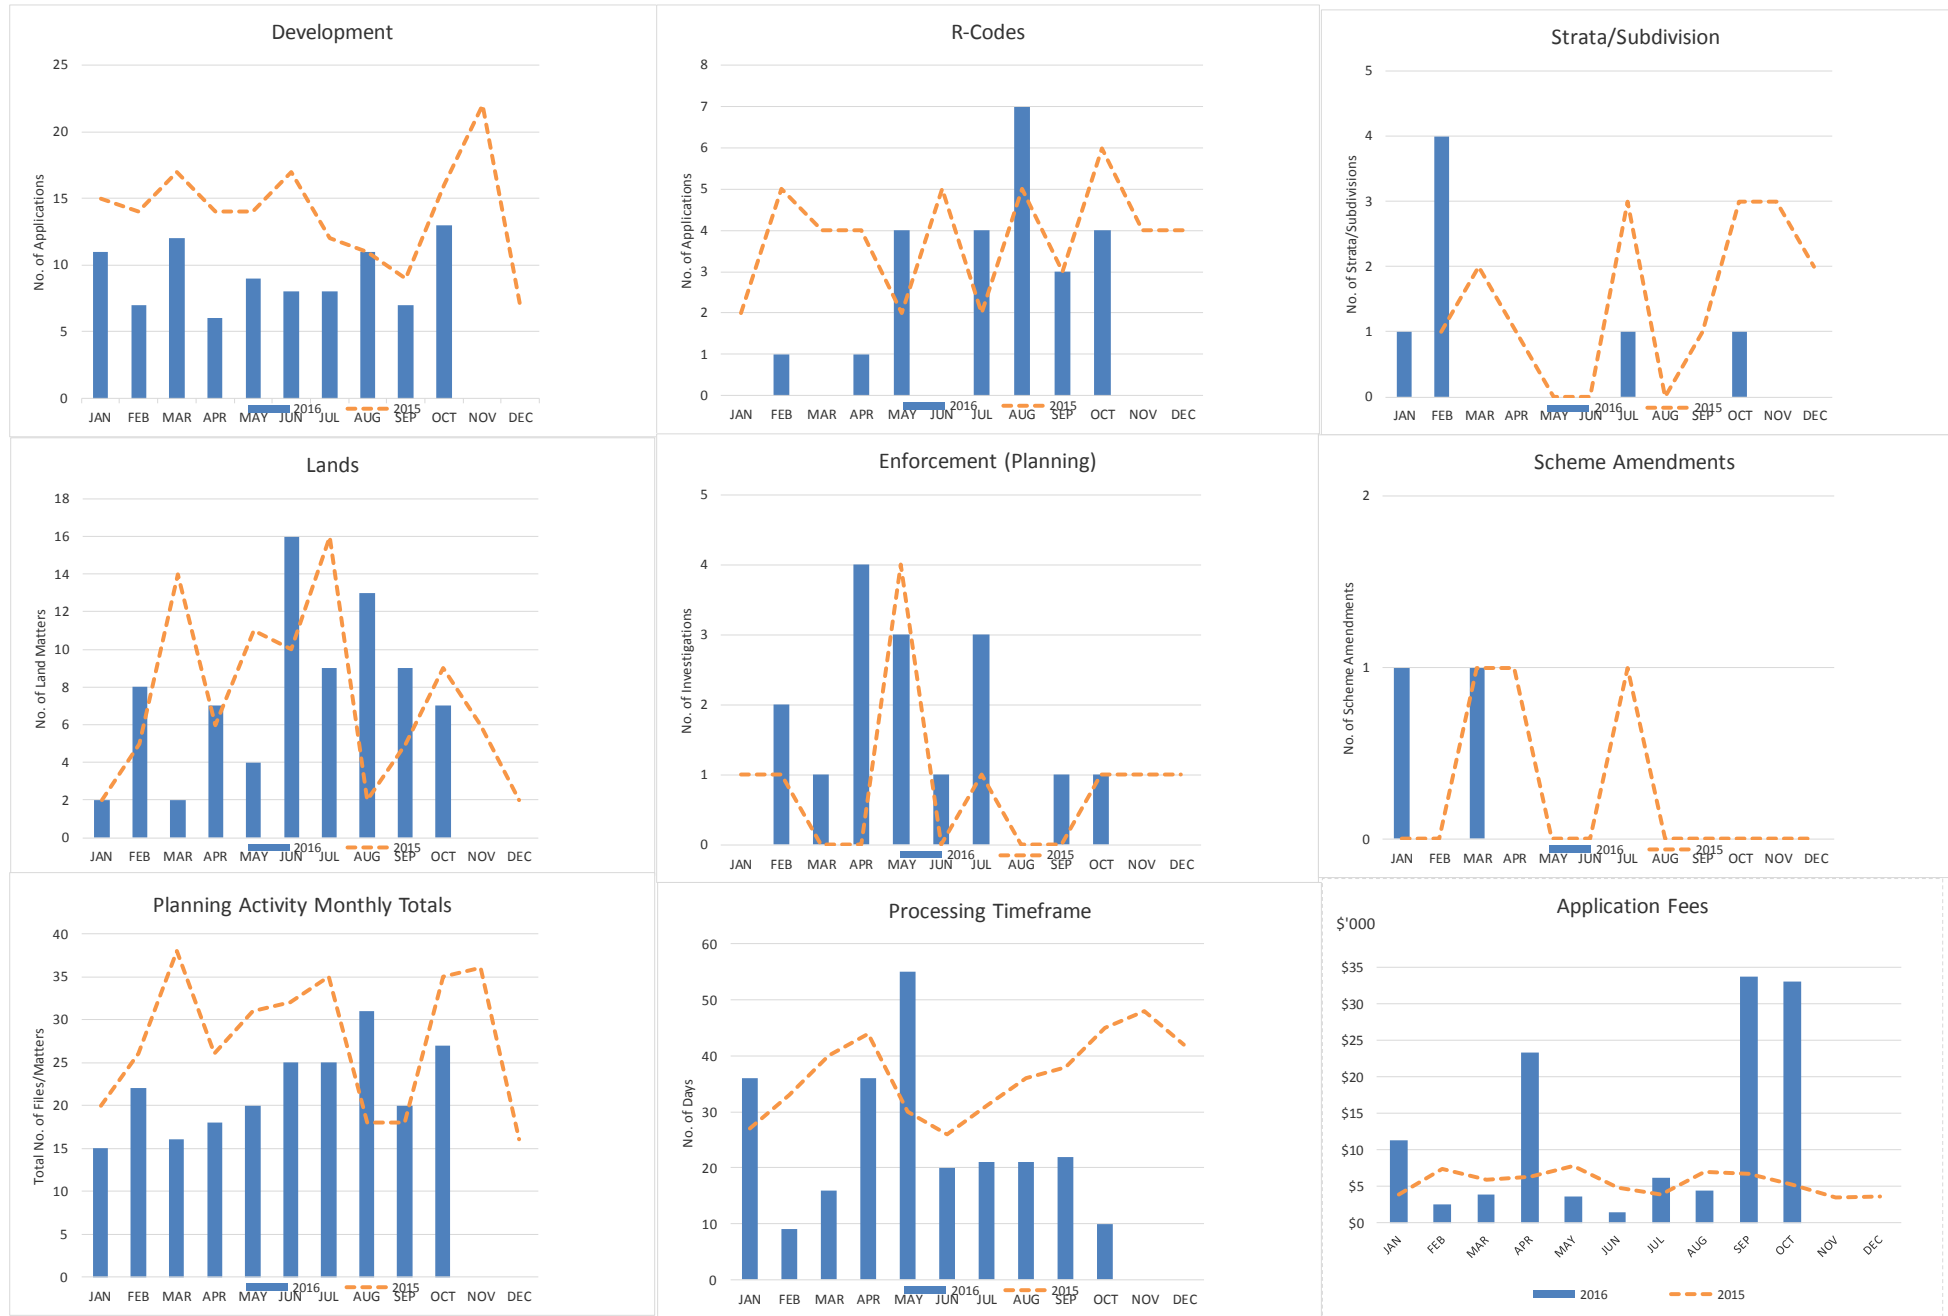 Development
25
20
15
10
5
0
No. of Applications
JAN FEB MAR APR MAY JUN JUL AUG SEP OCT NOV DEC
2016 2015
R-Codes
8
7
6
5
4
3
2
1
0
No. of Applications
JAN FEB MAR APR MAY JUN JUL AUG SEP OCT NOV DEC
2016 2015
Strata/Subdivision
5
4
3
2
1
0
No. of Strata/Subdivisions
JAN FEB MAR APR MAY JUN JUL AUG SEP OCT NOV DEC
2016 2015
Lands
18
16
14
12
10
8
6
4
2
0
No. of Land Matters
JAN FEB MAR APR MAY JUN JUL AUG SEP OCT NOV DEC
2016 2015
Enforcement (Planning)
5
4
3
2
1
0
No. of Investigations
JAN FEB MAR APR MAY JUN JUL AUG SEP OCT NOV DEC
2016 2015
Scheme Amendments
2
1
0
No. of Scheme Amendments
JAN FEB MAR APR MAY JUN JUL AUG SEP OCT NOV DEC
2016 2015
Planning Activity Monthly Totals
40
35
30
25
20
15
10
5
0
Total No. of Files/Matters
JAN FEB MAR APR MAY JUN JUL AUG SEP OCT NOV DEC
2016 2015
Processing Timeframe
60
50
40
30
20
10
0
No. of Days
JAN FEB MAR APR MAY JUN JUL AUG SEP OCT NOV DEC
2016 2015
Application Fees
$'000
$35
$30
$25
$20
$15
$10
$5
$0
JAN FEB MAR APR MAY JUN JUL AUG SEP OCT NOV DEC
2016 2015